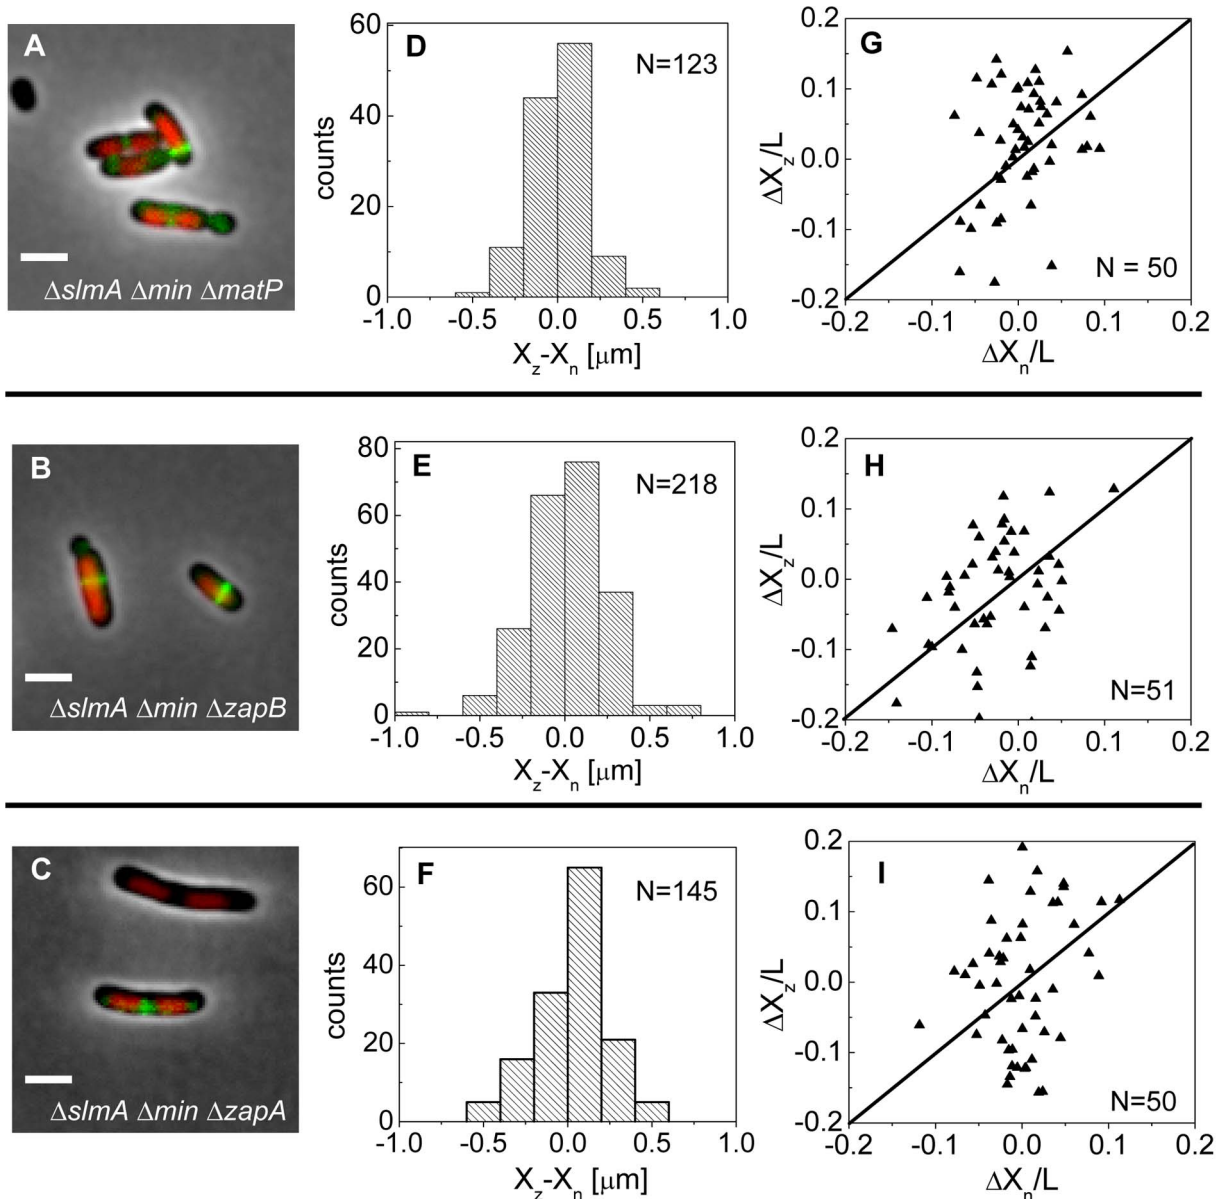 A
ΔslmA Δmin ΔmatP
D
N=123
60
40
20
0
counts
-1.0
-0.5
0.0
0.5
1.0
Xz-Xn [μm]
G
N = 50
0.2
0.1
0.0
-0.1
-0.2
ΔXz/L
-0.2
-0.1
0.0
0.1
0.2
ΔXn/L
B
ΔslmA Δmin ΔzapB
E
N=218
80
60
40
20
0
counts
-1.0
-0.5
0.0
0.5
1.0
Xz-Xn [μm]
H
N=51
0.2
0.1
0.0
-0.1
-0.2
ΔXz/L
-0.2
-0.1
0.0
0.1
0.2
ΔXn/L
C
ΔslmA Δmin ΔzapA
F
N=145
60
40
20
0
counts
-1.0
-0.5
0.0
0.5
1.0
Xz-Xn [μm]
I
N=50
0.2
0.1
0.0
-0.1
-0.2
ΔXz/L
-0.2
-0.1
0.0
0.1
0.2
ΔXn/L